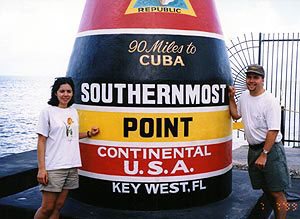 REPUBLIC
90 Miles to
CUBA
SOUTHERNMOST
POINT
CONTINENTAL
U.S.A.
KEY WEST, FL